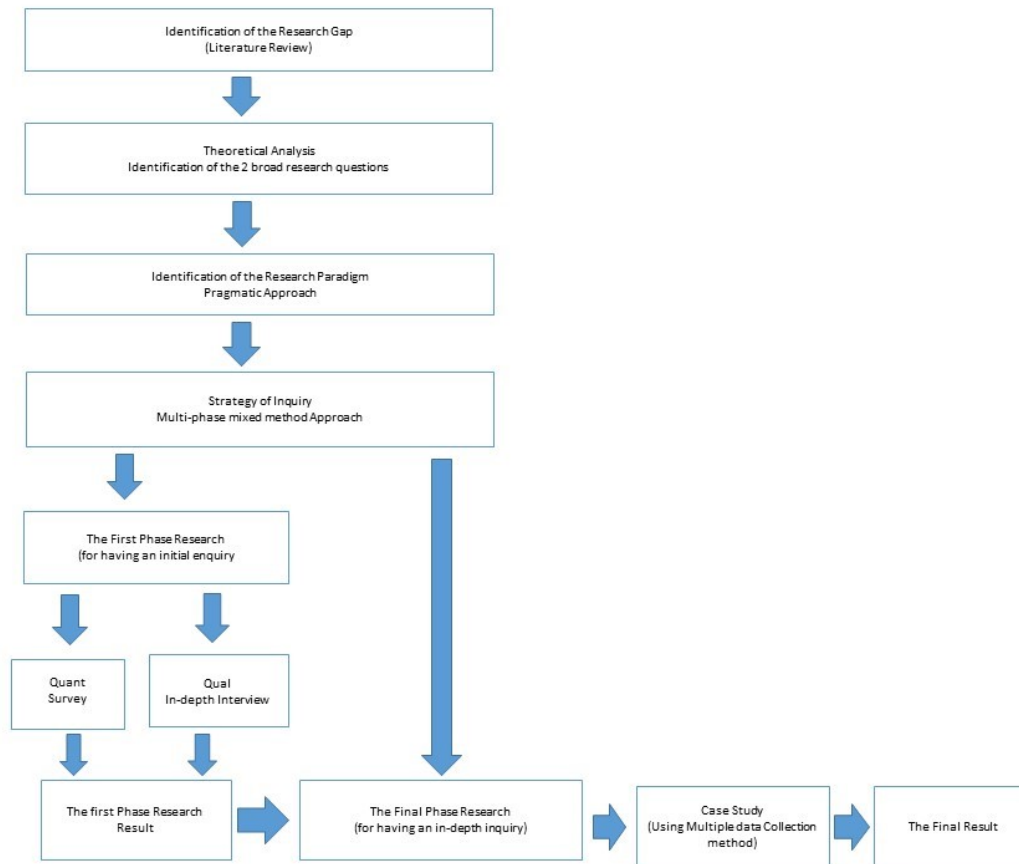 Identification of the Research Gap
(Literature Review)
Theoretical Analysis
Identification of the 2 broad research questions
Identification of the Research Paradigm
Pragmatic Approach
Strategy of Inquiry
Multi-phase mixed method Approach
The First Phase Research
(for having an initial enquiry
Quant
Survey
Qual
In-depth Interview
The first Phase Research
Result
The Final Phase Research
(for having an in-depth inquiry)
Case Study
(Using Multiple data Collection
method)
The Final Result